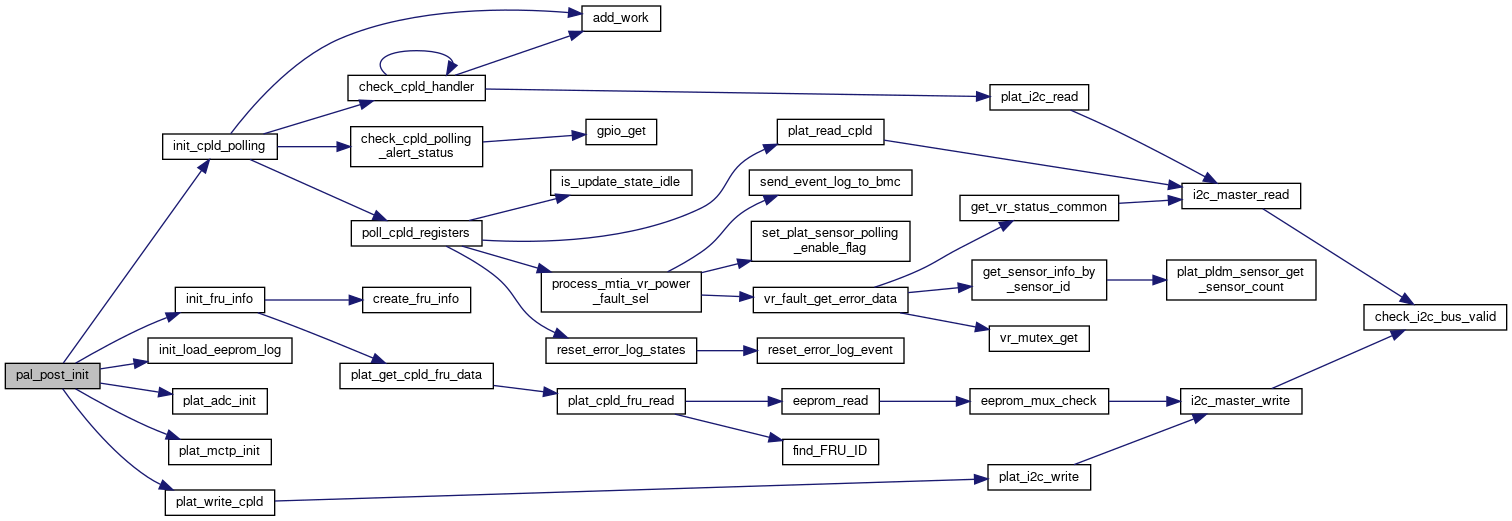 add_work
check_cpld_handler
plat_i2c_read
init_cpld_polling
check_cpld_polling
_alert_status
gpio_get
plat_read_cpld
is_update_state_idle
send_event_log_to_bmc
i2c_master_read
get_vr_status_common
poll_cpld_registers
set_plat_sensor_polling
_enable_flag
process_mtia_vr_power
_fault_sel
get_sensor_info_by
_sensor_id
plat_pldm_sensor_get
_sensor_count
init_fru_info
create_fru_info
vr_fault_get_error_data
check_i2c_bus_valid
vr_mutex_get
init_load_eeprom_log
reset_error_log_states
reset_error_log_event
pal_post_init
plat_get_cpld_fru_data
plat_adc_init
plat_cpld_fru_read
eeprom_read
eeprom_mux_check
i2c_master_write
plat_mctp_init
find_FRU_ID
plat_i2c_write
plat_write_cpld